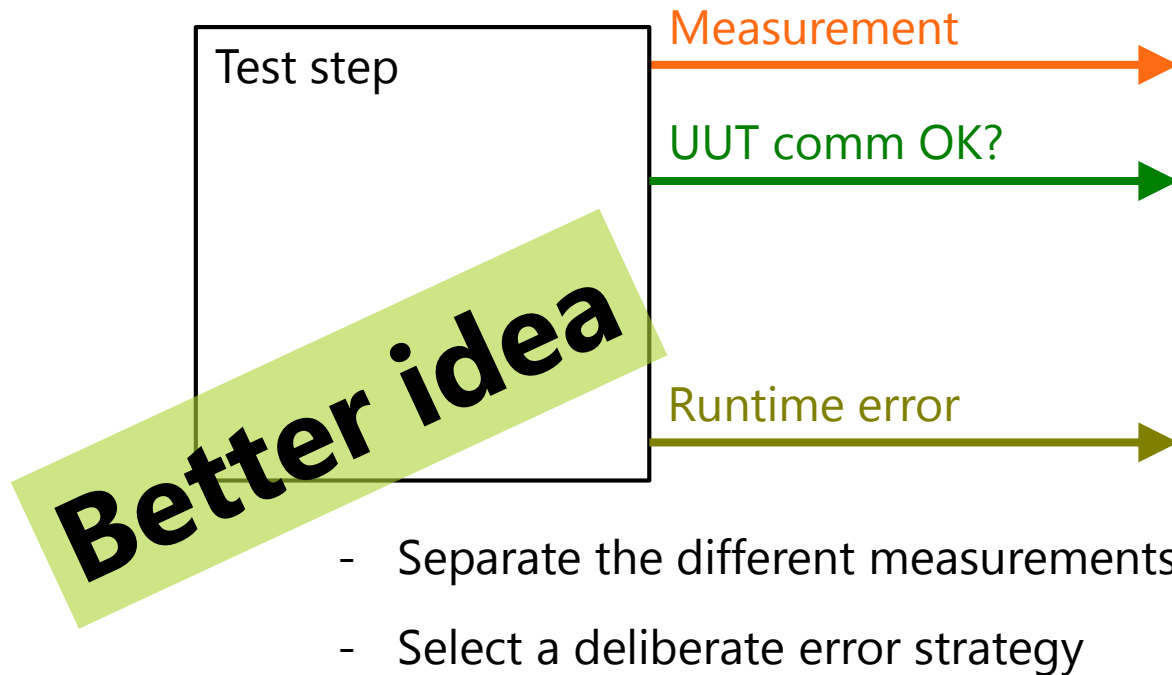 Measurement
Test step
UUT comm OK?
Better idea
Runtime error
- Separate the different measurements
- Select a deliberate error strategy